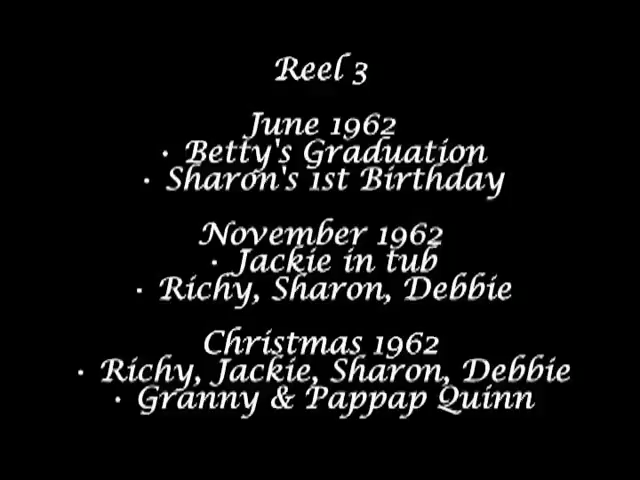 Reel 3
June 1962
• Betty's Graduation
• Sharon's 1st Birthday
November 1962
• Jackie in tub
• Richy, Sharon, Debbie
Christmas 1962
• Richy, Jackie, Sharon, Debbie
• Granny & Pappap Quinn